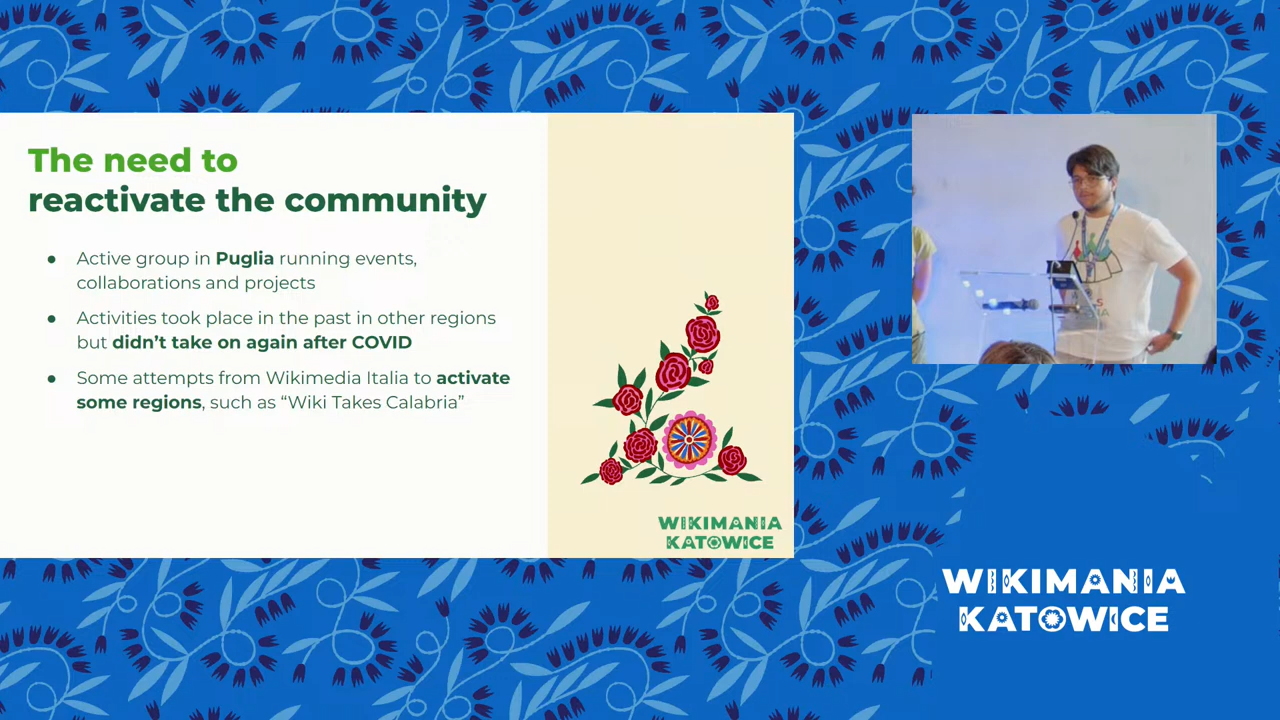 The need to
reactivate the community
● Active group in Puglia running events,
collaborations and projects
● Activities took place in the past in other regions
but didn't take on again after COVID
● Some attempts from Wikimedia Italia to activate
some regions, such as “Wiki Takes Calabria”
WIKIMANIA
KATOWICE
WIKIMANIA
KATOWICE